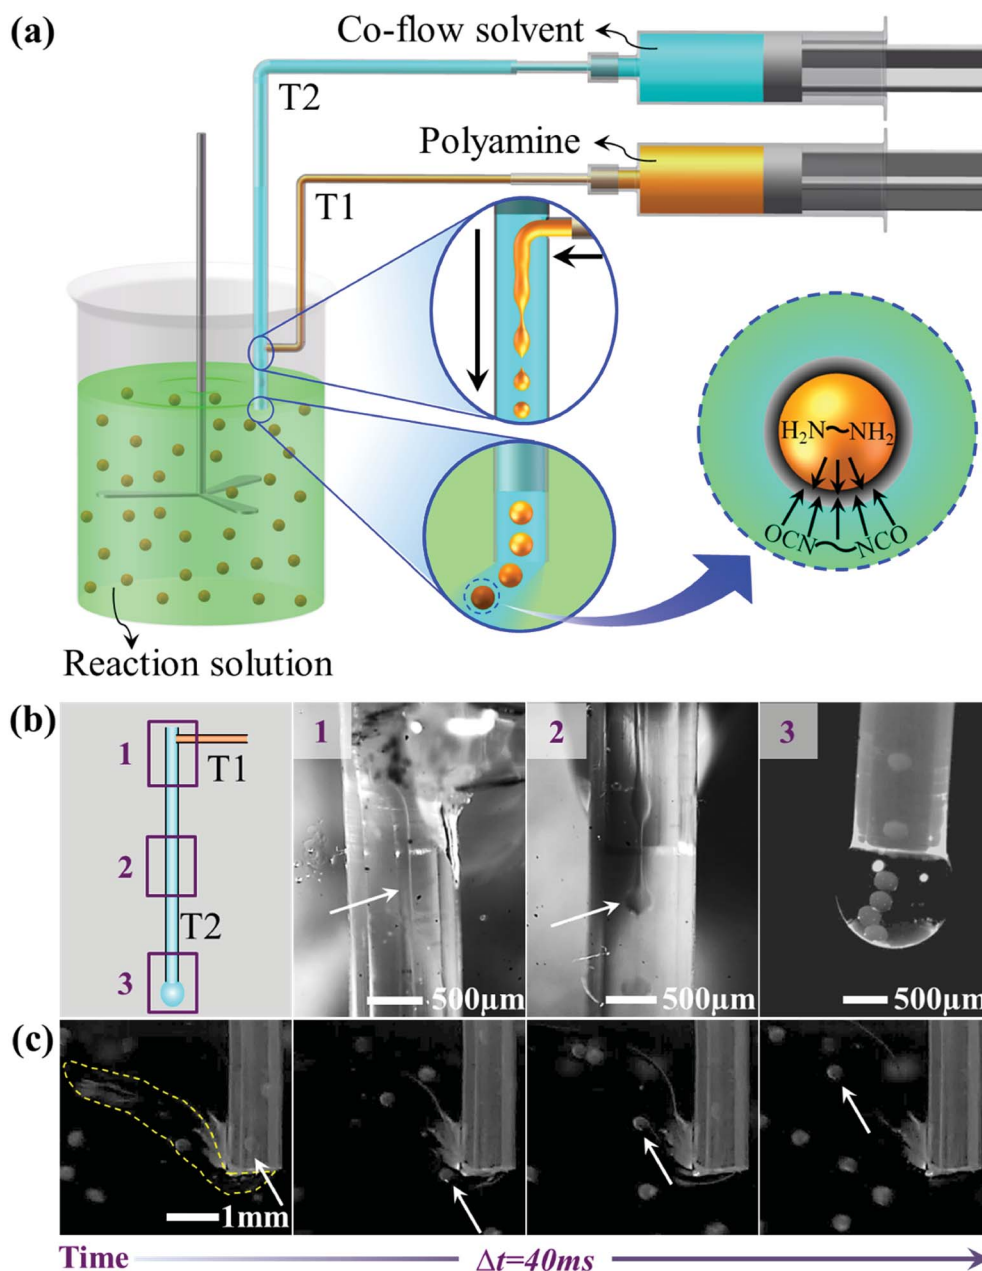 (a)
Co-flow solvent
T2
Polyamine
T1
H₂N~NH₂
OCN~NCO
Reaction solution
(b)
1
T1
2
T2
3
1
500μm
2
500μm
3
500μm
(c)
1mm
Time
Δt=40ms